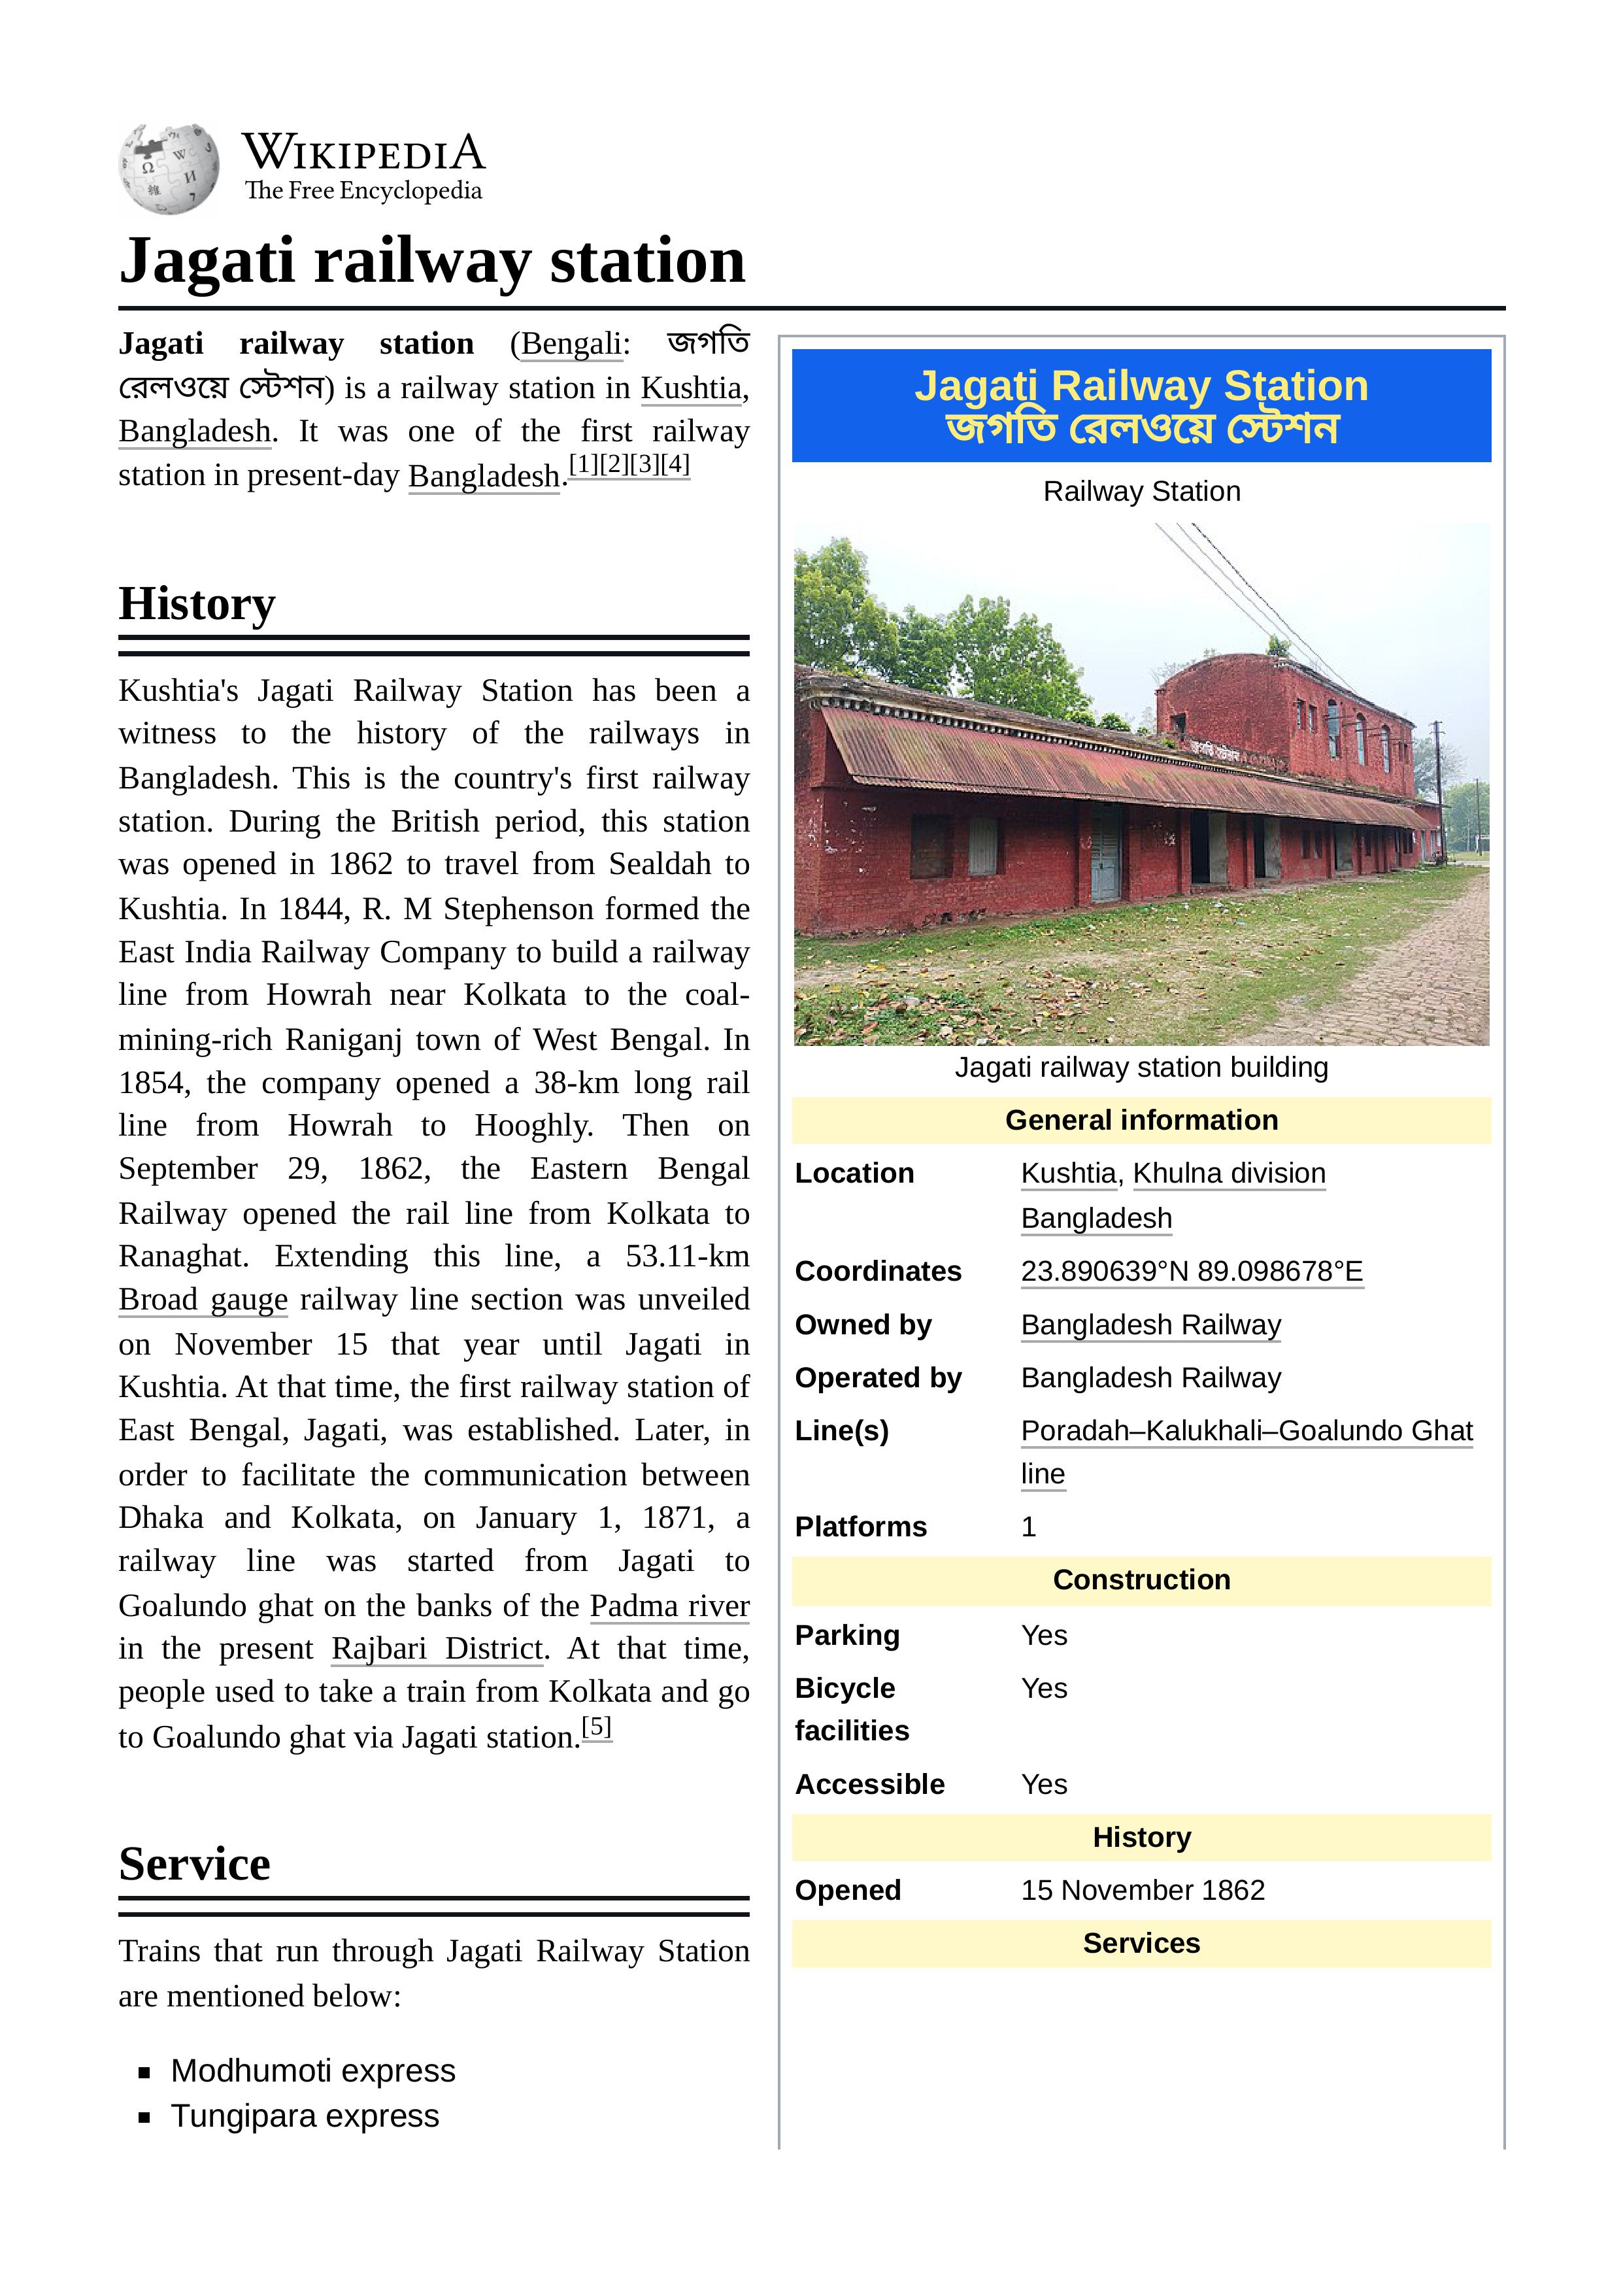 WIKIPEDIA
The Free Encyclopedia
Jagati railway station
Jagati railway station (Bengali: জগতি
রেলওয়ে স্টেশন) is a railway station in Kushtia,
Bangladesh. It was one of the first railway
station in present-day Bangladesh.[1][2][3][4]
History
Kushtia's Jagati Railway Station has been a
witness to the history of the railways in
Bangladesh. This is the country's first railway
station. During the British period, this station
was opened in 1862 to travel from Sealdah to
Kushtia. In 1844, R. M Stephenson formed the
East India Railway Company to build a railway
line from Howrah near Kolkata to the coal-
mining-rich Raniganj town of West Bengal. In
1854, the company opened a 38-km long rail
line from Howrah to Hooghly. Then on
September 29, 1862, the Eastern Bengal
Railway opened the rail line from Kolkata to
Ranaghat. Extending this line, a 53.11-km
Broad gauge railway line section was unveiled
on November 15 that year until Jagati in
Kushtia. At that time, the first railway station of
East Bengal, Jagati, was established. Later, in
order to facilitate the communication between
Dhaka and Kolkata, on January 1, 1871, a
railway line was started from Jagati to
Goalundo ghat on the banks of the Padma river
in the present Rajbari District. At that time,
people used to take a train from Kolkata and go
to Goalundo ghat via Jagati station.[5]
Service
Trains that run through Jagati Railway Station
are mentioned below:
Modhumoti express
Tungipara express
Jagati Railway Station
জগতি রেলওয়ে স্টেশন
Railway Station
Jagati railway station building
General information
Location Kushtia, Khulna division
Bangladesh
Coordinates 23.890639°N 89.098678°E
Owned by Bangladesh Railway
Operated by Bangladesh Railway
Line(s) Poradah–Kalukhali–Goalundo Ghat
line
Platforms 1
Construction
Parking Yes
Bicycle Yes
facilities
Accessible Yes
History
Opened 15 November 1862
Services